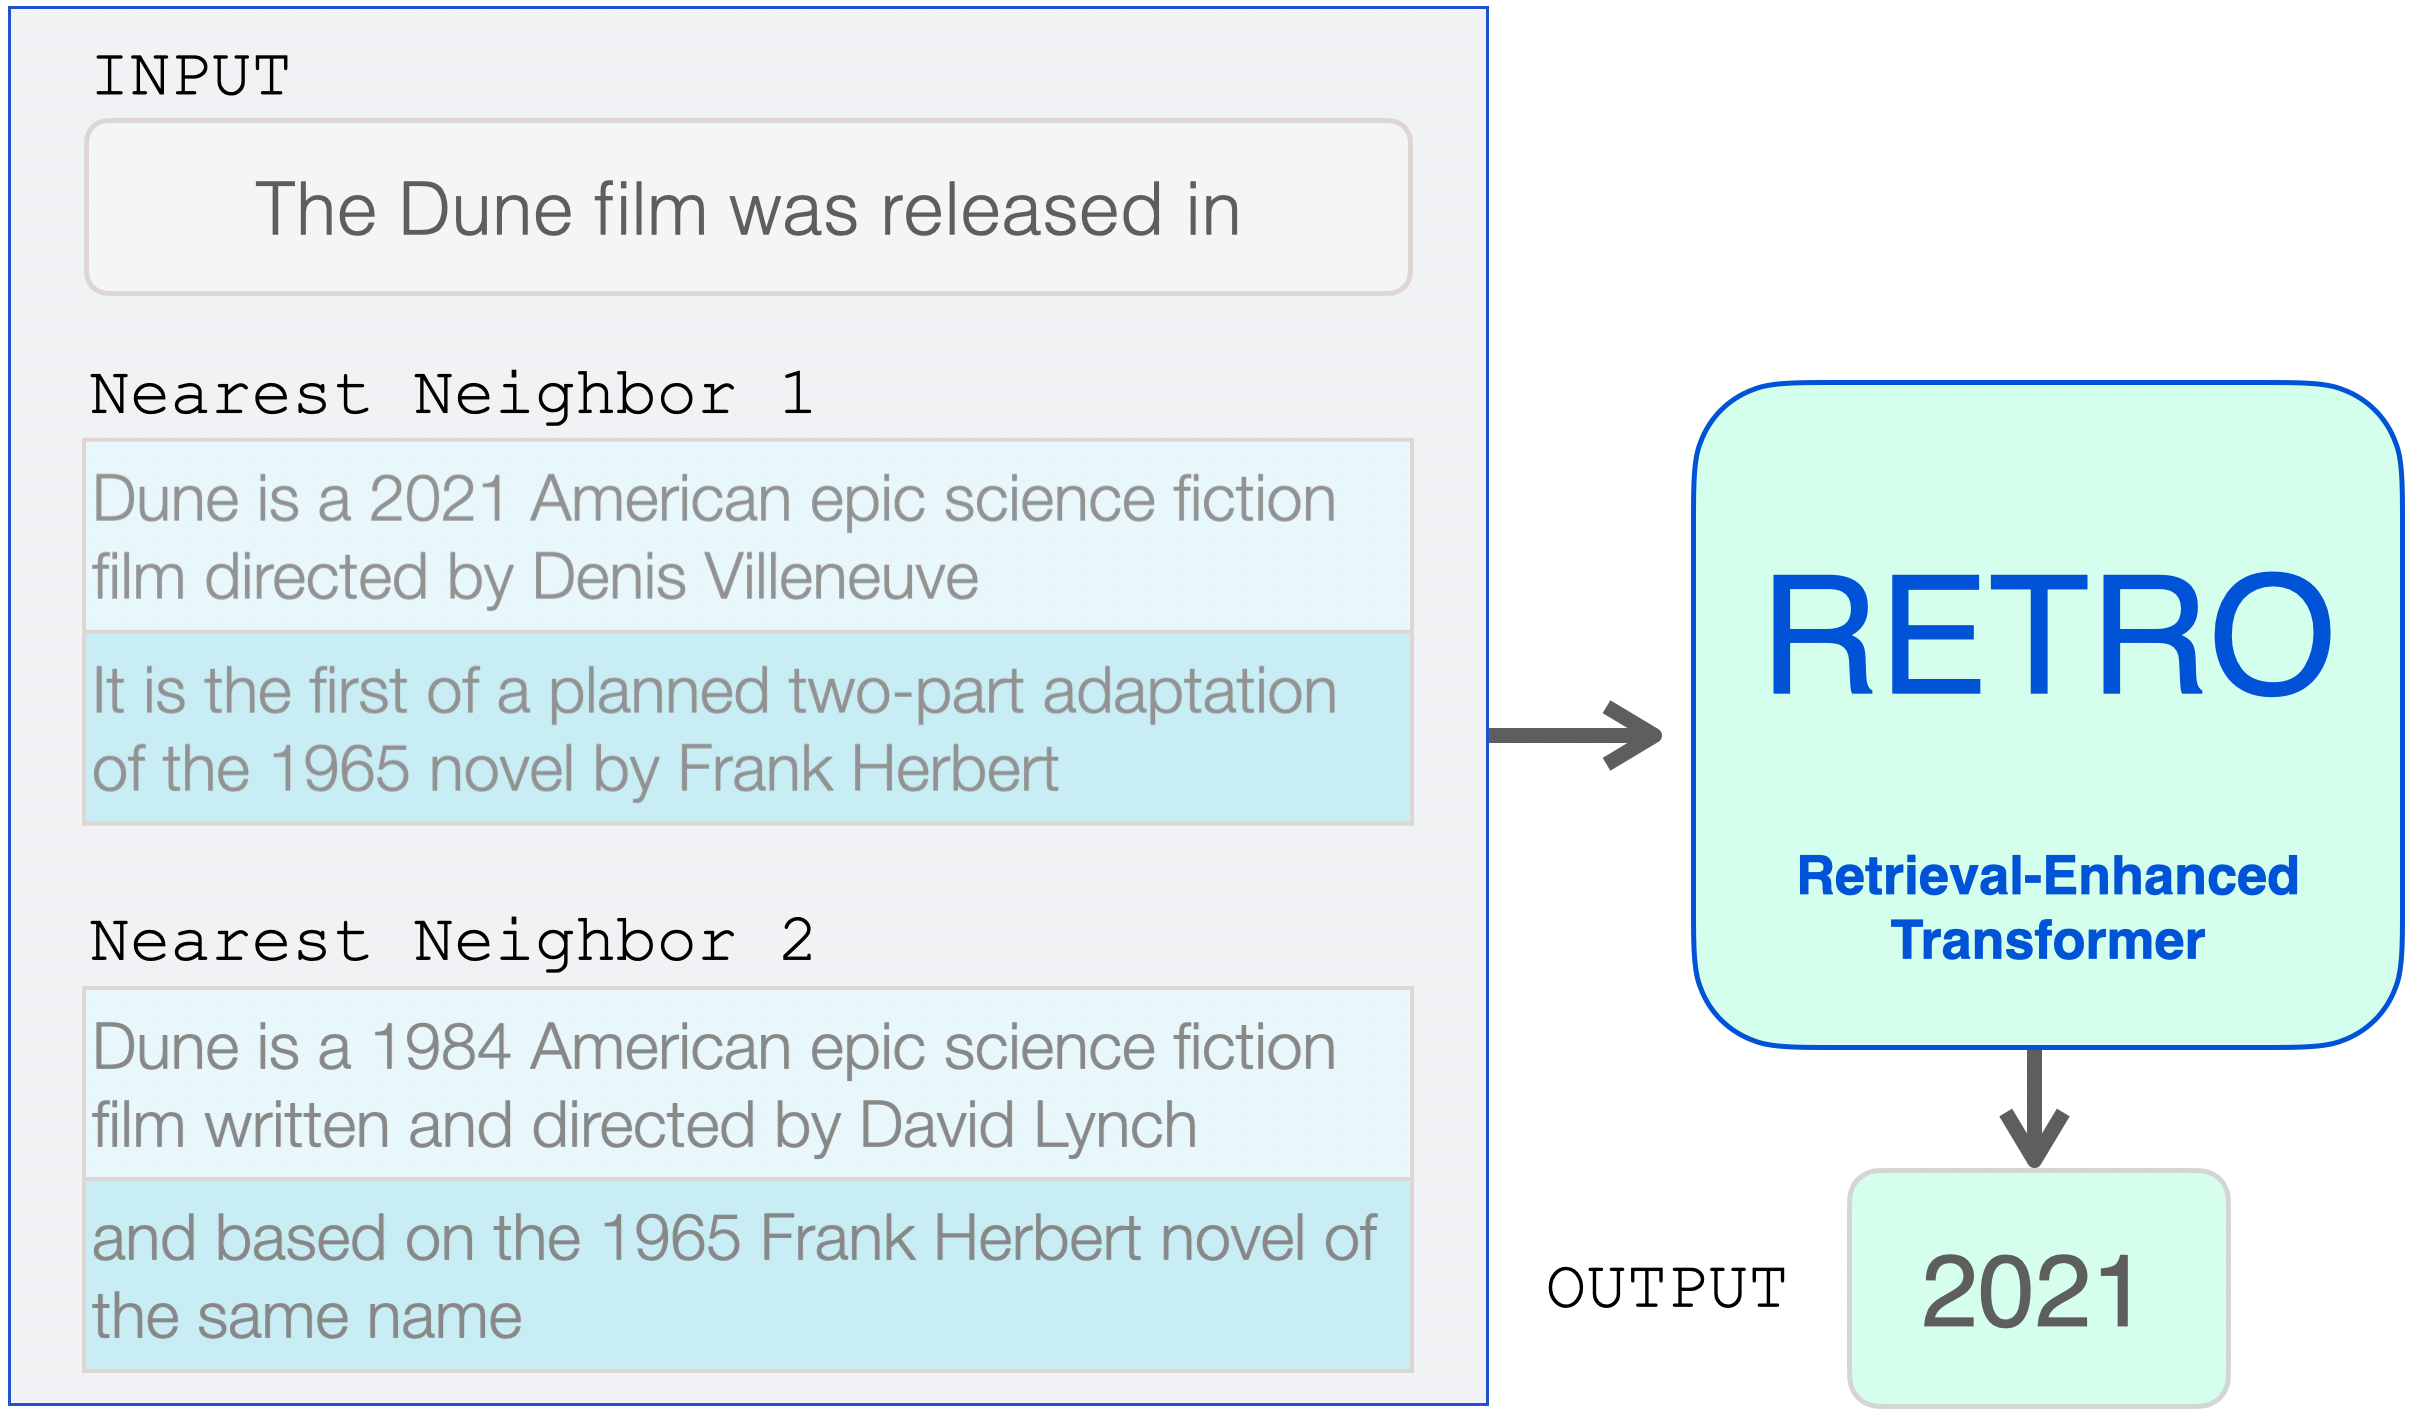 INPUT
The Dune film was released in
Nearest Neighbor 1
Dune is a 2021 American epic science fiction
film directed by Denis Villeneuve
It is the first of a planned two-part adaptation
of the 1965 novel by Frank Herbert
Nearest Neighbor 2
Dune is a 1984 American epic science fiction
film written and directed by David Lynch
and based on the 1965 Frank Herbert novel of
the same name
RETRO
Retrieval-Enhanced
Transformer
OUTPUT
2021